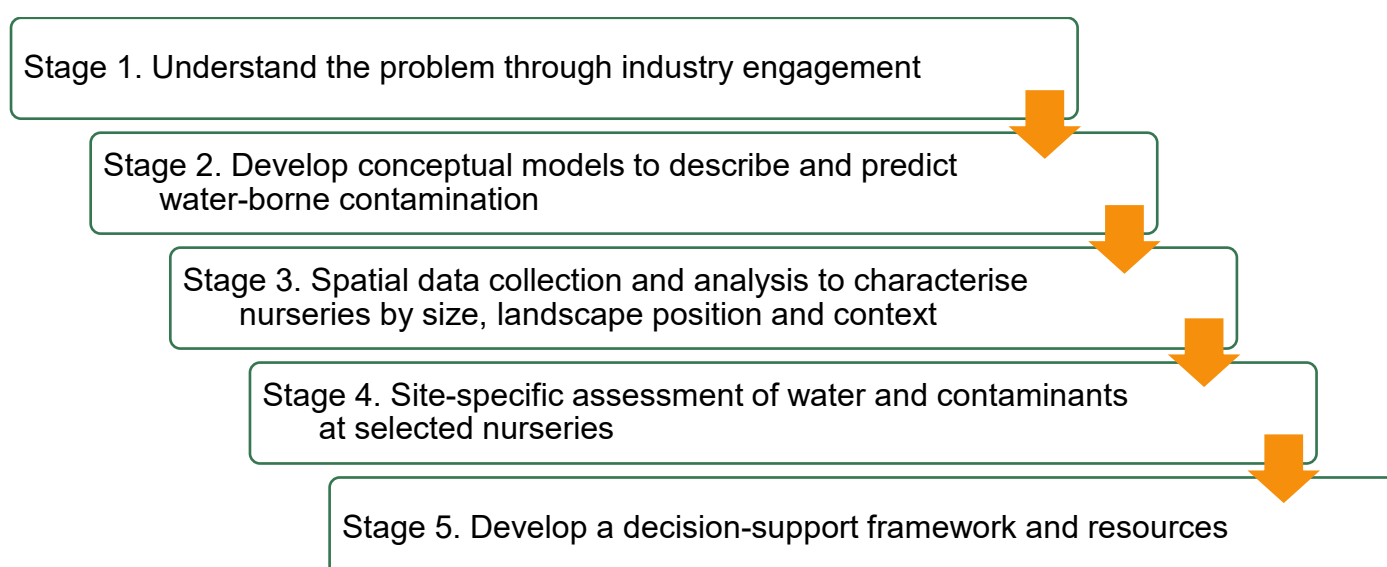 Stage 1. Understand the problem through industry engagement
Stage 2. Develop conceptual models to describe and predict
water-borne contamination
Stage 3. Spatial data collection and analysis to characterise
nurseries by size, landscape position and context
Stage 4. Site-specific assessment of water and contaminants
at selected nurseries
Stage 5. Develop a decision-support framework and resources